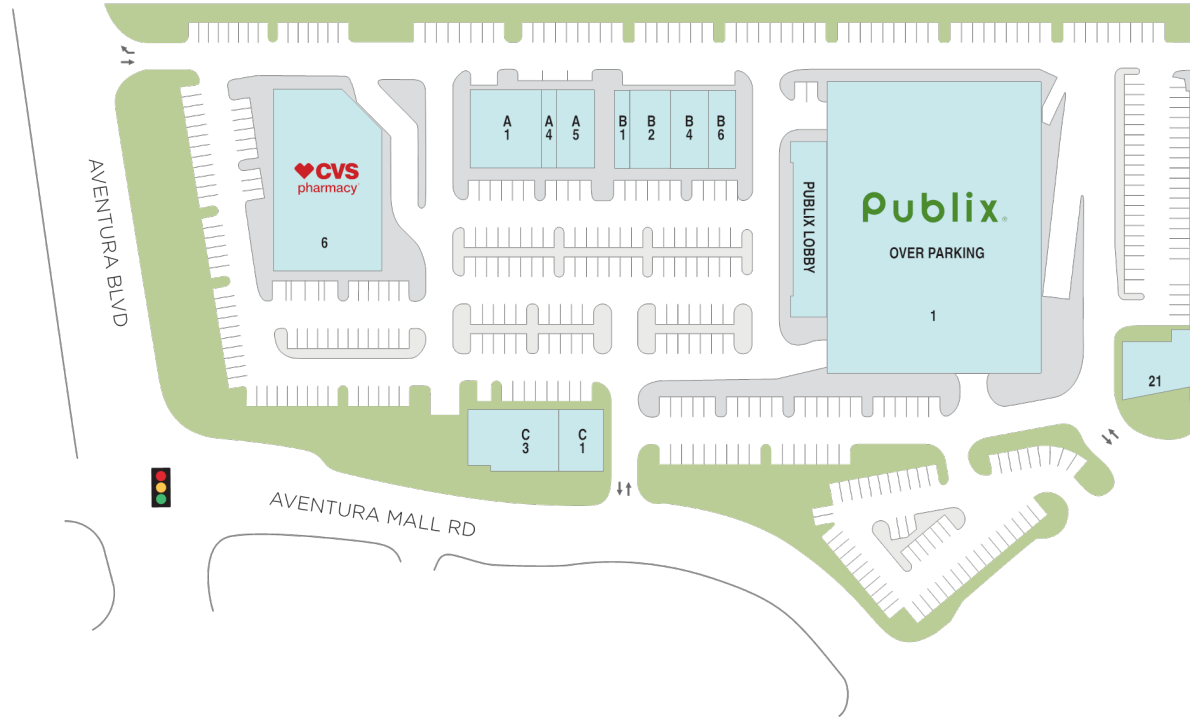 AVENTURA BLVD
CVS
pharmacy
6
A
1
A
4
A
5
B
1
B
2
B
4
B
6
PUBLIX LOBBY
Publix
OVER PARKING
1
21
C
3
C
1
AVENTURA MALL RD